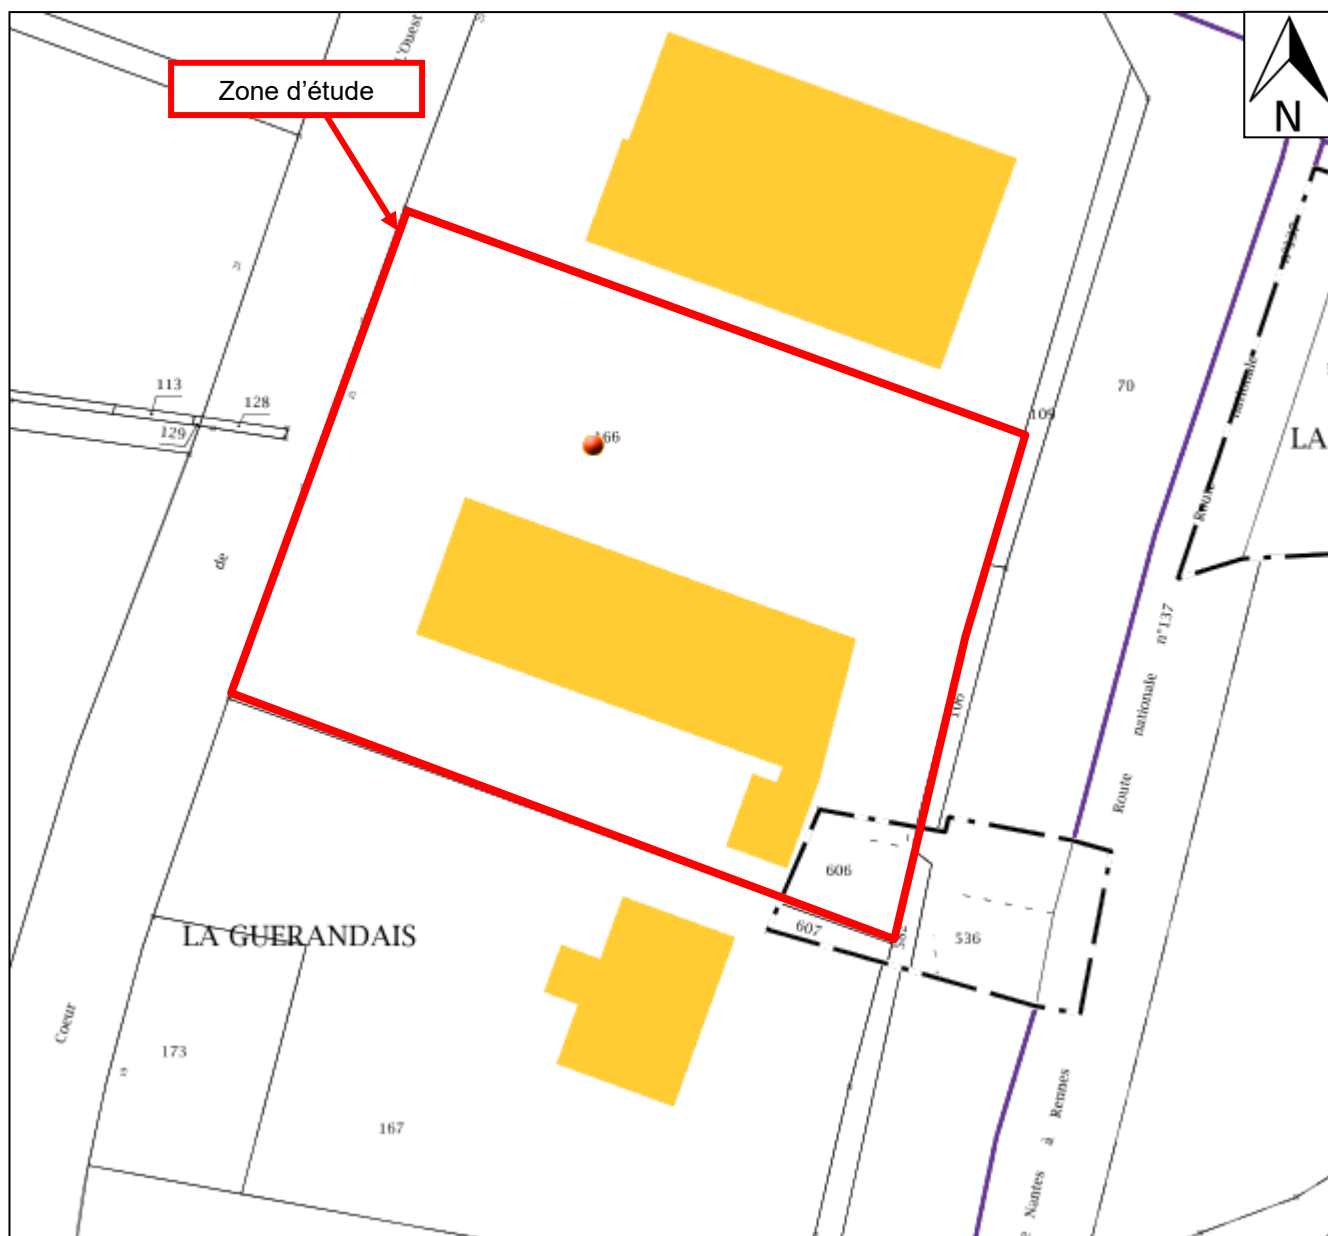 l'Ouest
Zone d'étude
N
113
128
129
166
109
70
nationale
Route
LA
de
n°137
nationale
Route
106
606
607
536
LA GUERANDAIS
Coeur
173
167
Nantes à Rennes